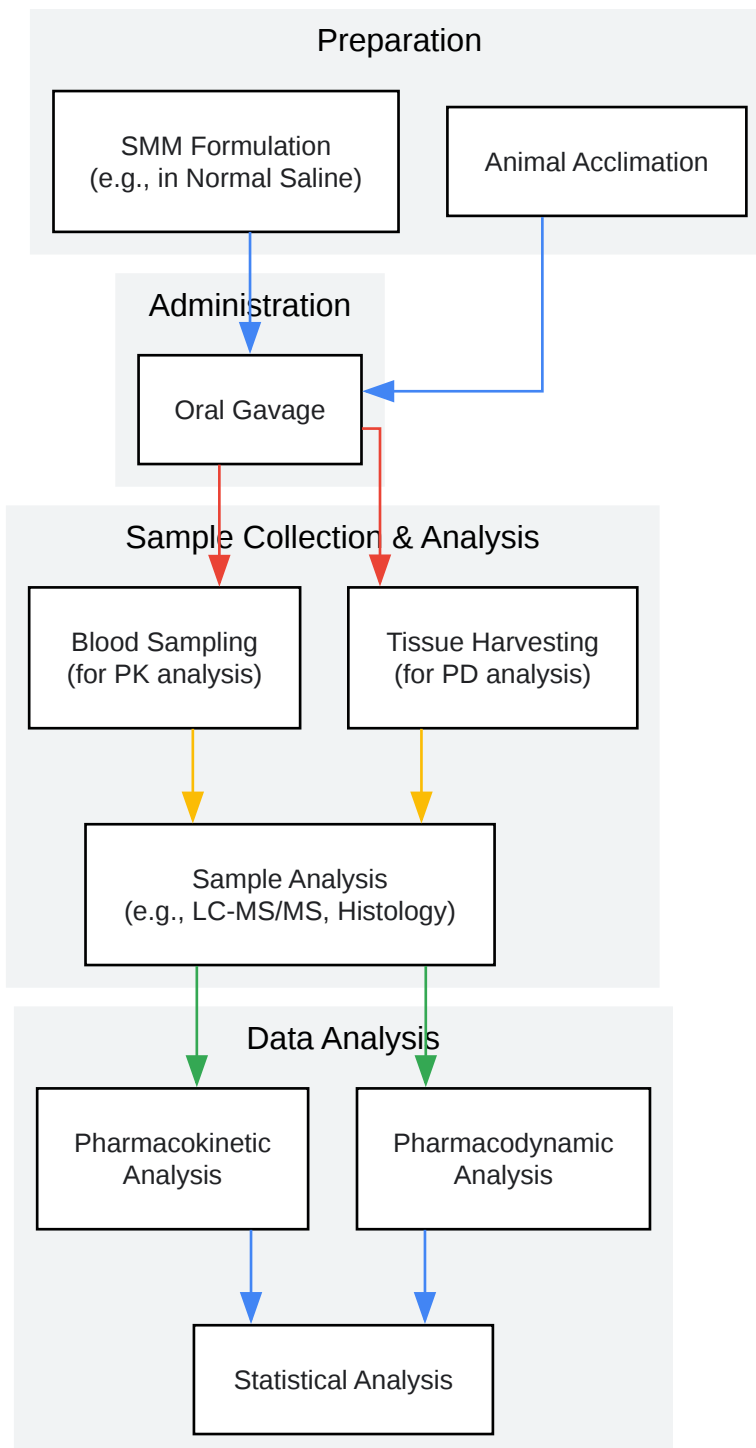 Preparation
SMM Formulation
(e.g., in Normal Saline)
Animal Acclimation
Administration
Oral Gavage
Sample Collection & Analysis
Blood Sampling
(for PK analysis)
Tissue Harvesting
(for PD analysis)
Sample Analysis
(e.g., LC-MS/MS, Histology)
Data Analysis
Pharmacokinetic
Analysis
Pharmacodynamic
Analysis
Statistical Analysis